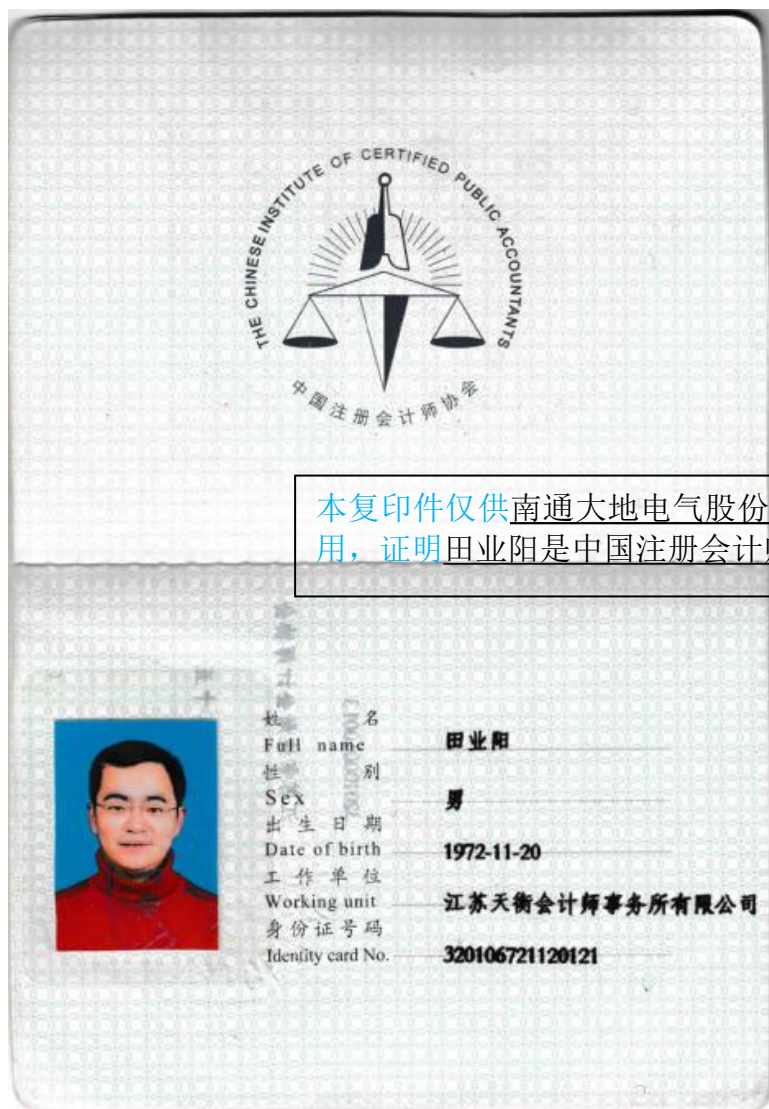 THE CHINESE INSTITUTE OF CERTIFIED PUBLIC ACCOUNTANTS
中国注册会计师协会
本复印件仅供南通大地电气股份
用，证明田业阳是中国注册会计师
姓 名
Full name
田业阳
性 别
Sex
男
出 生 日 期
Date of birth
1972-11-20
工 作 单 位
Working unit
江苏天衡会计师事务所有限公司
身 份 证 号 码
Identity card No.
320106721120121